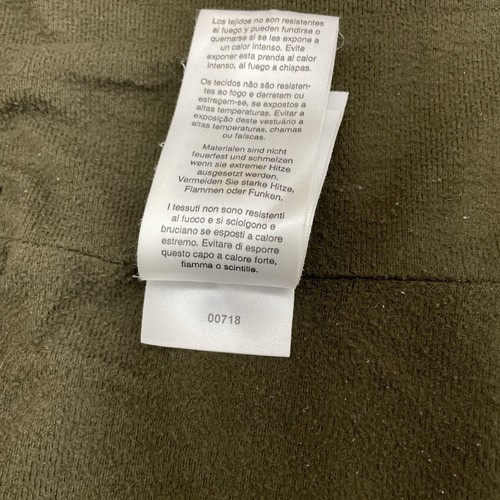 Los tejidos no son resistentes
al fuego y pueden fundirse o
quemarse si se les expone a
un calor intenso. Evite
exponer esta prenda al calor
intenso, al fuego a chispas.
Os tecidos não são resisten-
tes ao fogo e derretem ou
estragem-se, se expostos a
altas temperaturas. Evitar a
exposição deste vestuário a
altas temperaturas, chamas
ou faíscas.
Materialen sind nicht
feuerfest und schmelzen
wenn sie extremer Hitze
ausgesetzt werden.
Vermeiden Sie starke Hitze,
Flammen oder Funken.
I tessuti non sono resistenti
al fuoco e si sciolgono e
bruciano se esposti a calore
estremo. Evitare di esporre
questo capo a calore forte,
fiamma o scintille.
00718